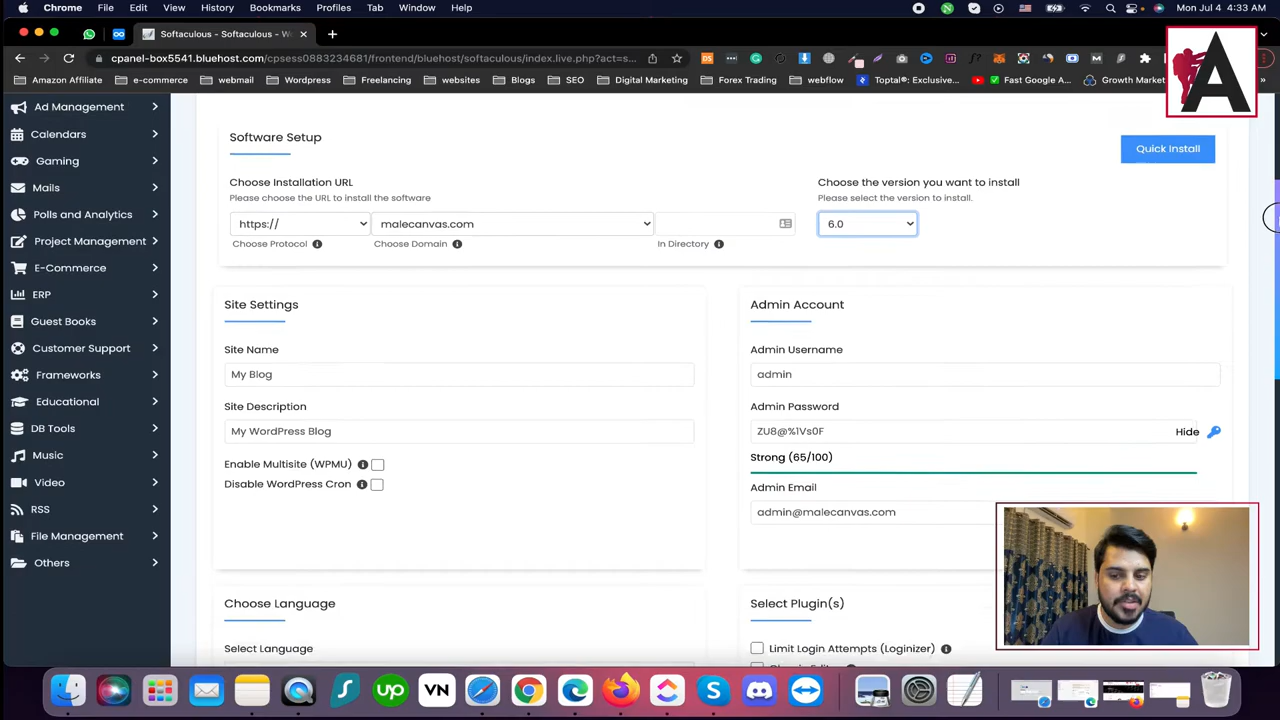 Chrome File Edit View History Bookmarks Profiles Tab Window Help Mon Jul 4 4:33 AM
Softaculous - Softaculous - W
cpanel-box5541.bluehost.com/cpsess0883234681/frontend/bluehost/softaculous/index.live.php?act=s...
Amazon Affiliate e-commerce webmail Wordpress Freelancing websites Blogs SEO Digital Marketing Forex Trading webflow Toptal®: Exclusive... Fast Google A... Growth Market
A
Ad Management
Calendars
Gaming
Mails
Polls and Analytics
Project Management
E-Commerce
ERP
Guest Books
Customer Support
Frameworks
Educational
DB Tools
Music
Video
RSS
File Management
Others
Software Setup
Quick Install
Choose Installation URL
Please choose the URL to install the software
https:// malecanvas.com
Choose Protocol Choose Domain In Directory
Choose the version you want to install
Please select the version to install.
6.0
Site Settings
Site Name
My Blog
Site Description
My WordPress Blog
Enable Multisite (WPMU)
Disable WordPress Cron
Admin Account
Admin Username
admin
Admin Password
ZU8@%1Vs0F Hide
Strong (65/100)
Admin Email
admin@malecanvas.com
Choose Language
Select Language
Select Plugin(s)
Limit Login Attempts (Loginizer)
up VN